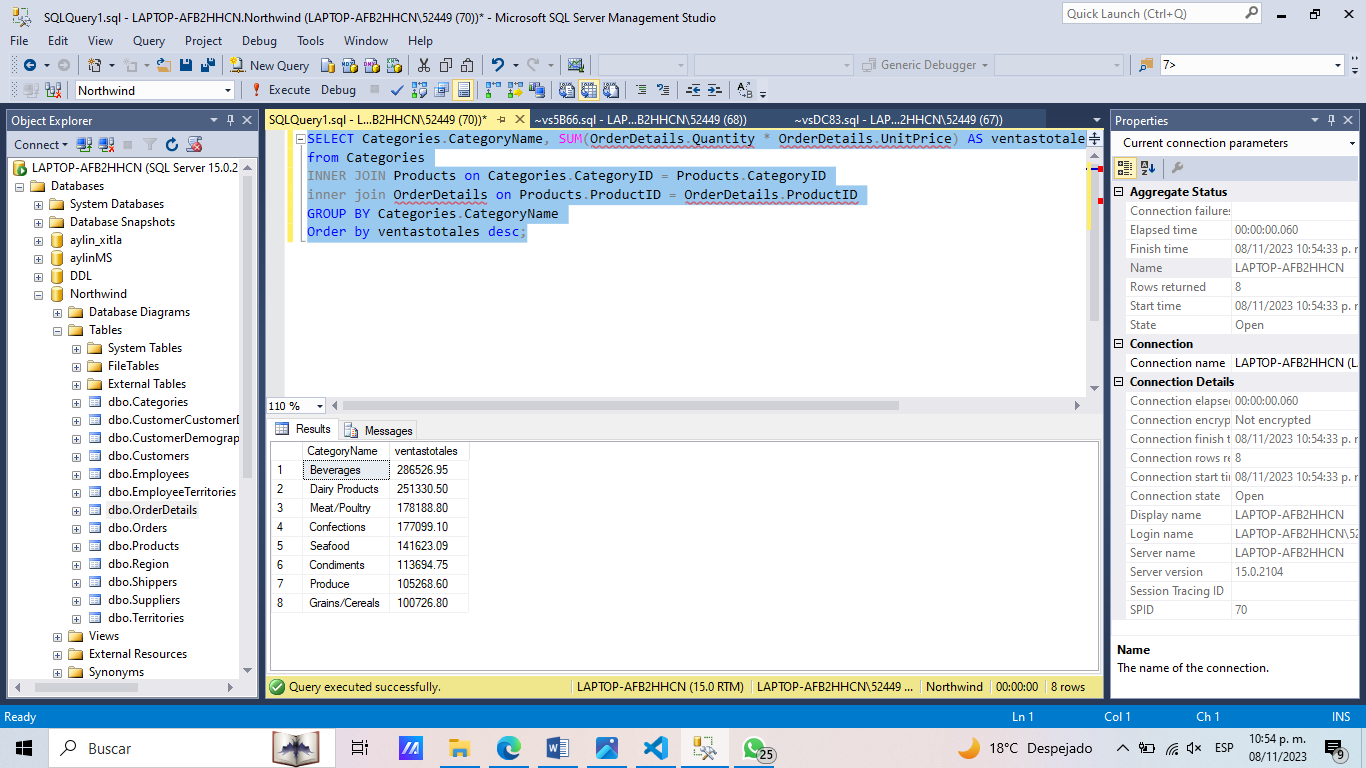 SQLQuery1.sql - LAPTOP-AFB2HHCN.Northwind (LAPTOP-AFB2HHCN\52449 (70))* - Microsoft SQL Server Management Studio
Quick Launch (Ctrl+Q)
File Edit View Query Project Debug Tools Window Help
New Query
Generic Debugger
7>
Northwind
Execute Debug
Object Explorer
Connect
LAPTOP-AFB2HHCN (SQL Server 15.0.2
Databases
System Databases
Database Snapshots
aylin_xitla
aylinMS
DDL
Northwind
Database Diagrams
Tables
System Tables
FileTables
External Tables
dbo.Categories
dbo.CustomerCustomerD
dbo.CustomerDemograp
dbo.Customers
dbo.Employees
dbo.EmployeeTerritories
dbo.OrderDetails
dbo.Orders
dbo.Products
dbo.Region
dbo.Shippers
dbo.Suppliers
dbo.Territories
Views
External Resources
Synonyms
SQLQuery1.sql - L...B2HHCN\52449 (70))*
~vs5B66.sql - LAP...B2HHCN\52449 (68))
~vsDC83.sql - LAP...2HHCN\52449 (67))
SELECT Categories.CategoryName, SUM(OrderDetails.Quantity * OrderDetails.UnitPrice) AS ventastotale
from Categories
INNER JOIN Products on Categories.CategoryID = Products.CategoryID
inner join OrderDetails on Products.ProductID = OrderDetails.ProductID
GROUP BY Categories.CategoryName
Order by ventastotales desc;
110 %
Results Messages
CategoryName ventastotales
1 Beverages 286526.95
2 Dairy Products 251330.50
3 Meat/Poultry 178188.80
4 Confections 177099.10
5 Seafood 141623.09
6 Condiments 113694.75
7 Produce 105268.60
8 Grains/Cereals 100726.80
Query executed successfully.
LAPTOP-AFB2HHCN (15.0 RTM) LAPTOP-AFB2HHCN\52449 ... Northwind 00:00:00 8 rows
Properties
Current connection parameters
Aggregate Status
Connection failures
Elapsed time 00:00:00.060
Finish time 08/11/2023 10:54:33 p. r
Name LAPTOP-AFB2HHCN
Rows returned 8
Start time 08/11/2023 10:54:33 p. r
State Open
Connection
Connection name LAPTOP-AFB2HHCN (L
Connection Details
Connection elapse 00:00:00.060
Connection encryp Not encrypted
Connection finish t 08/11/2023 10:54:33 p. r
Connection rows re 8
Connection start tir 08/11/2023 10:54:33 p. r
Connection state Open
Display name LAPTOP-AFB2HHCN
Login name LAPTOP-AFB2HHCN\52
Server name LAPTOP-AFB2HHCN
Server version 15.0.2104
Session Tracing ID
SPID 70
Name
The name of the connection.
Ready Ln 1 Col 1 Ch 1 INS
Buscar
25
18°C Despejado
ESP
10:54 p. m.
08/11/2023
9